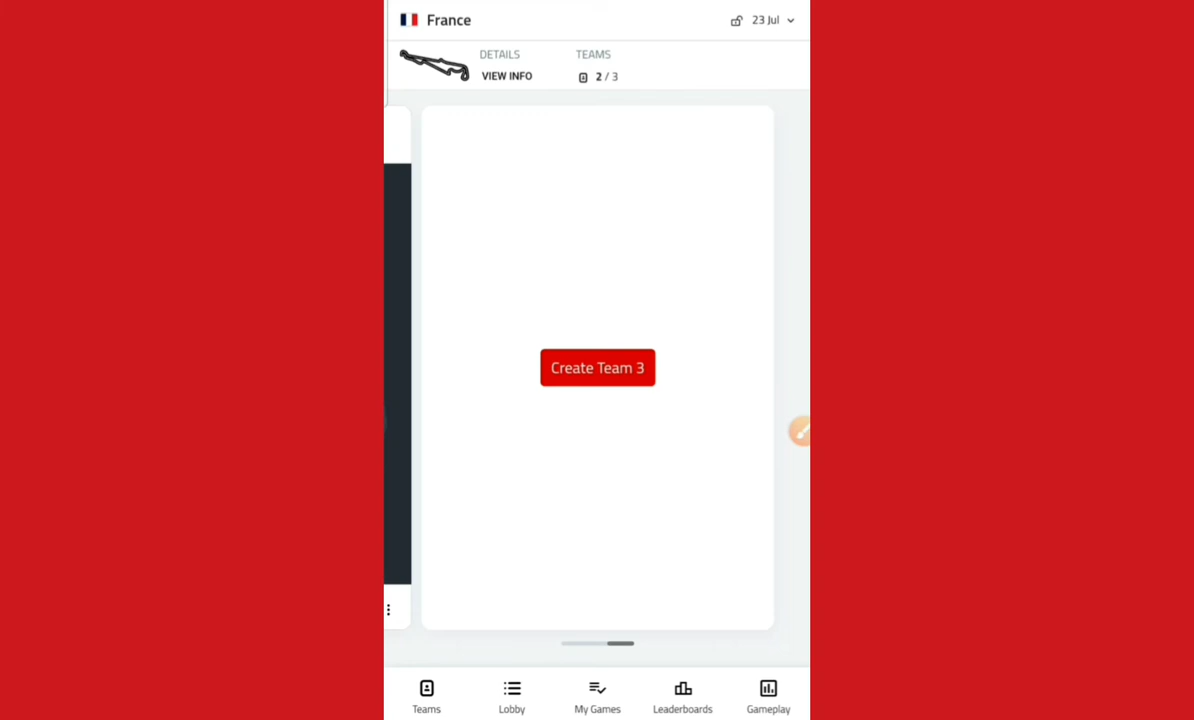 France
23 Jul
DETAILS
TEAMS
VIEW INFO
2 / 3
Create Team 3
Teams
Lobby
My Games
Leaderboards
Gameplay